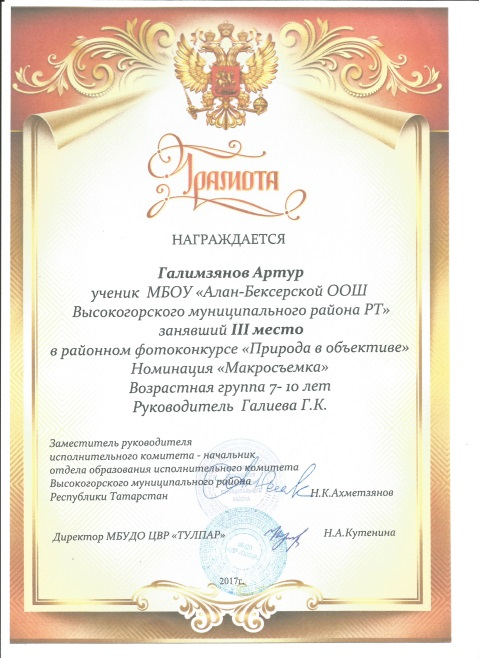 Грамота
НАГРАЖДАЕТСЯ
Галимзянов Артур
ученик МБОУ «Алан-Бексерской ООШ
Высокогорского муниципального района РТ»
занявший III место
в районном фотоконкурсе «Природа в объективе»
Номинация «Макросъемка»
Возрастная группа 7- 10 лет
Руководитель Галиева Г.К.
Заместитель руководителя
исполнительного комитета - начальник
отдела образования исполнительного комитета
Высокогорского муниципального района
Республики Татарстан Н.К.Ахметзянов
Директор МБУДО ЦВР «ТУЛПАР» Н.А.Кутенина
2017г.